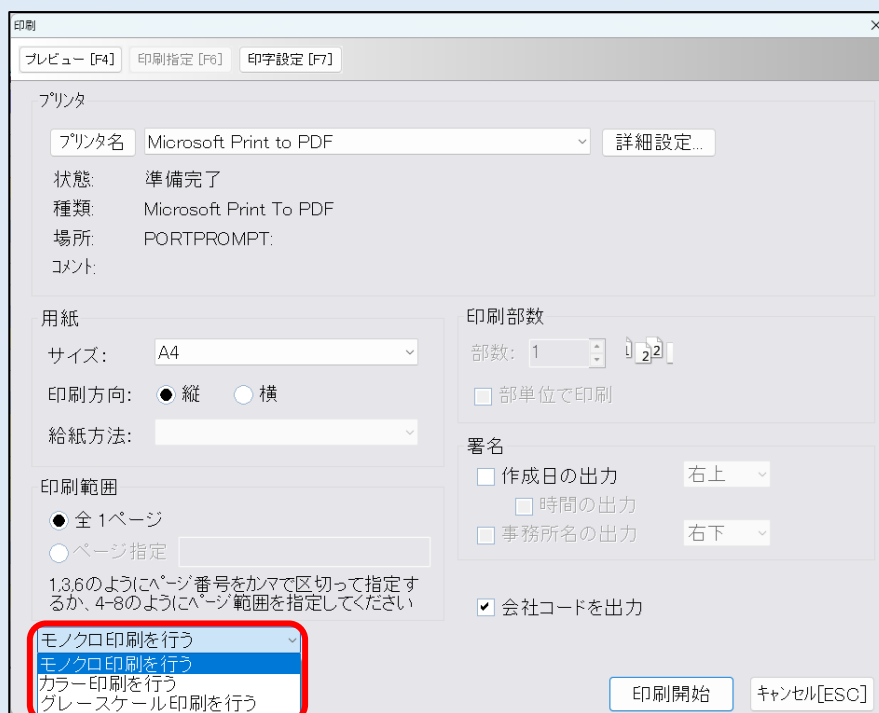 印刷
プレビュー [F4] 印刷指定 [F6] 印字設定 [F7]
プリンタ
プリンタ名 Microsoft Print to PDF 詳細設定...
状態: 準備完了
種類: Microsoft Print To PDF
場所: PORTPROMPT:
コメント:
用紙
サイズ: A4
印刷方向: 縦 横
給紙方法:
印刷範囲
全 1ページ
ページ指定
1,3,6のようにページ番号をカンマで区切って指定す
るか、4-8のようにページ範囲を指定してください
モノクロ印刷を行う
モノクロ印刷を行う
カラー印刷を行う
グレースケール印刷を行う
印刷部数
部数: 1 1 2 2
部単位で印刷
署名
作成日の出力 右上
時間の出力
事務所名の出力 右下
会社コードを出力
印刷開始 キャンセル[ESC]